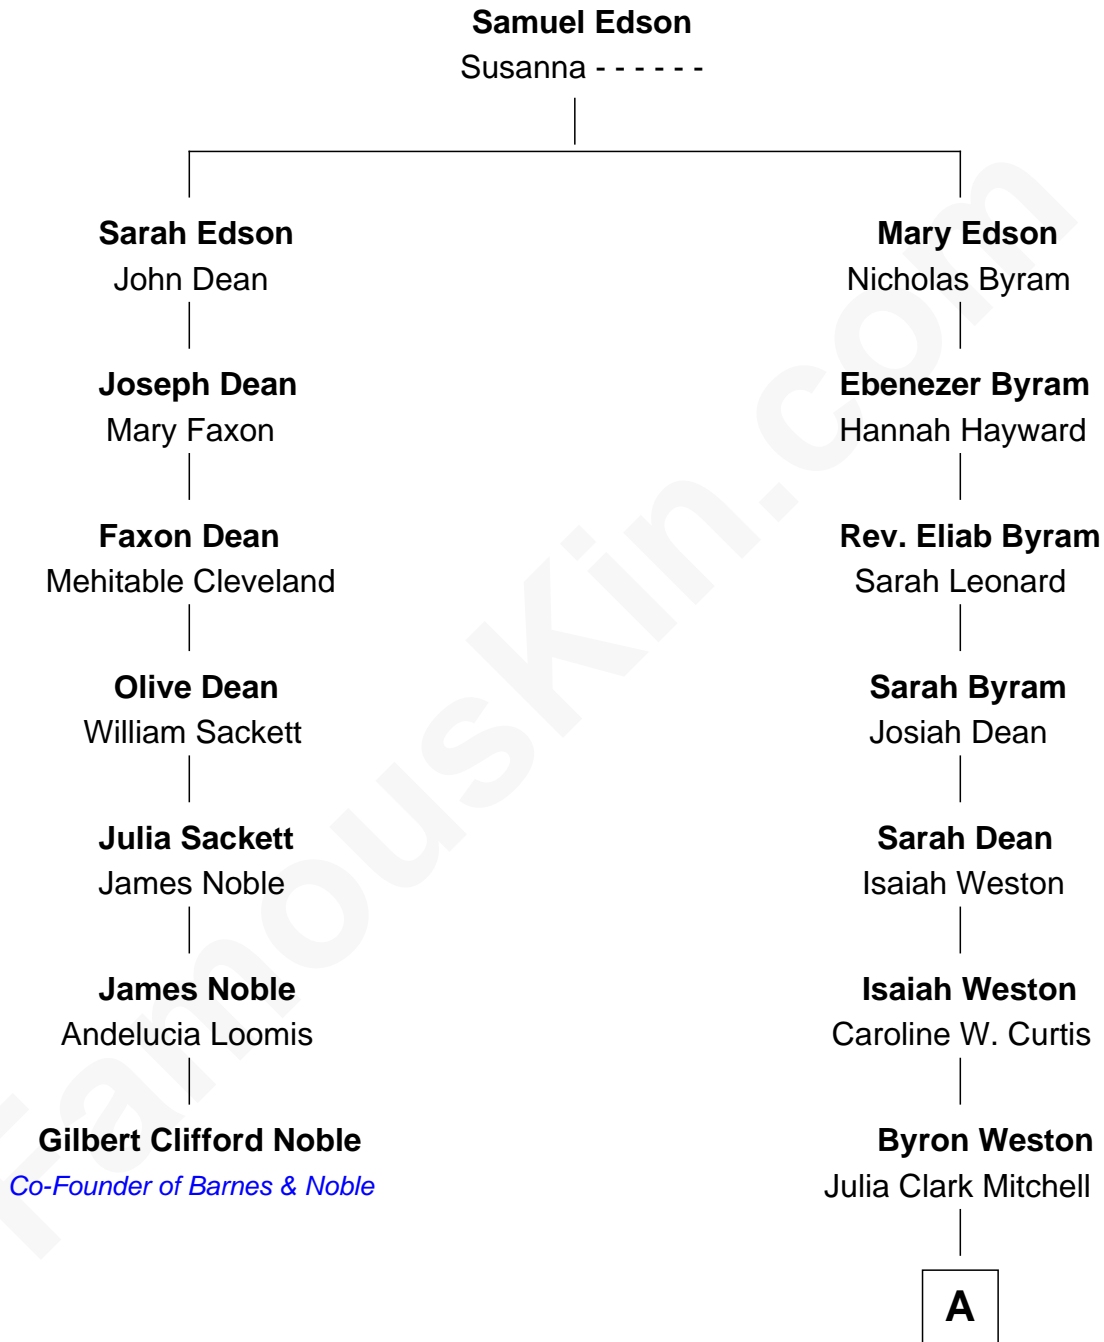 Samuel Edson
Susanna - - - - - -
Sarah Edson
John Dean
Mary Edson
Nicholas Byram
Joseph Dean
Mary Faxon
Ebenezer Byram
Hannah Hayward
Faxon Dean
Mehitable Cleveland
Rev. Eliab Byram
Sarah Leonard
Olive Dean
William Sackett
Sarah Byram
Josiah Dean
Julia Sackett
James Noble
Sarah Dean
Isaiah Weston
James Noble
Andelucia Loomis
Isaiah Weston
Caroline W. Curtis
Gilbert Clifford Noble
Co-Founder of Barnes & Noble
Byron Weston
Julia Clark Mitchell
A
FamousKin.com